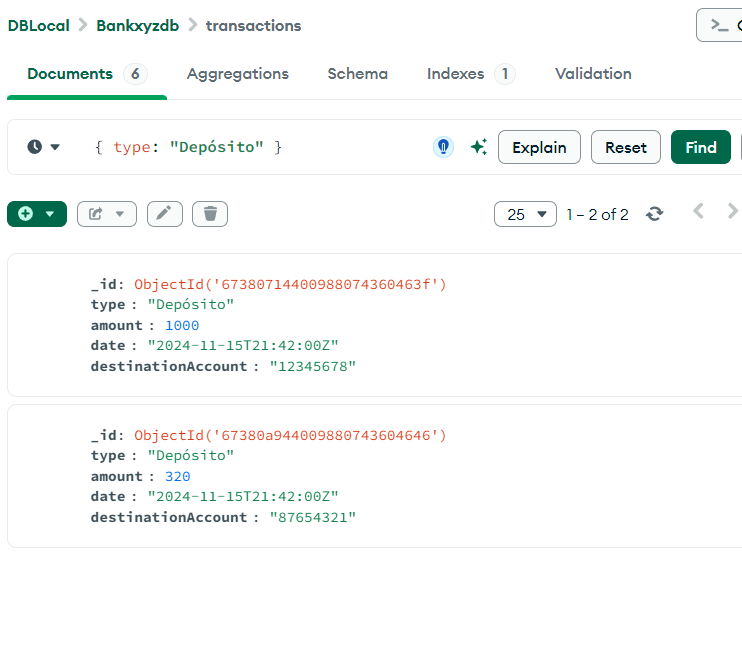 DBLocal > Bankxyzdb > transactions
>_
Documents 6 Aggregations Schema Indexes 1 Validation
{ type: "Depósito" } Explain Reset Find
25 1 – 2 of 2
_id: ObjectId('67380714400988074360463f')
type : "Depósito"
amount : 1000
date : "2024-11-15T21:42:00Z"
destinationAccount : "12345678"
_id: ObjectId('67380a944009880743604646')
type : "Depósito"
amount : 320
date : "2024-11-15T21:42:00Z"
destinationAccount : "87654321"